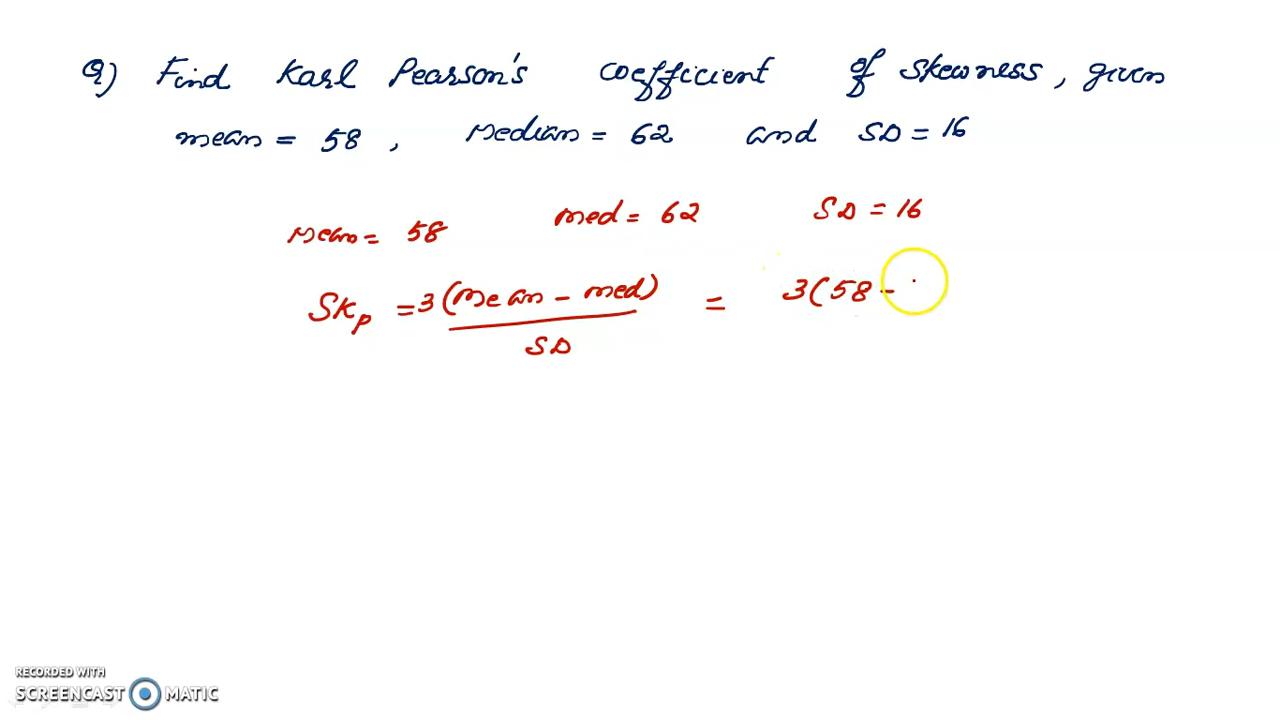 Q) Find Karl Pearson's coefficient of skewness, given
mean = 58, Median = 62 and SD = 16
Mean = 58 med = 62 SD = 16
SKp = 3(mean - med) / SD = 3(58 -
RECORDED WITH
SCREENCAST MATIC